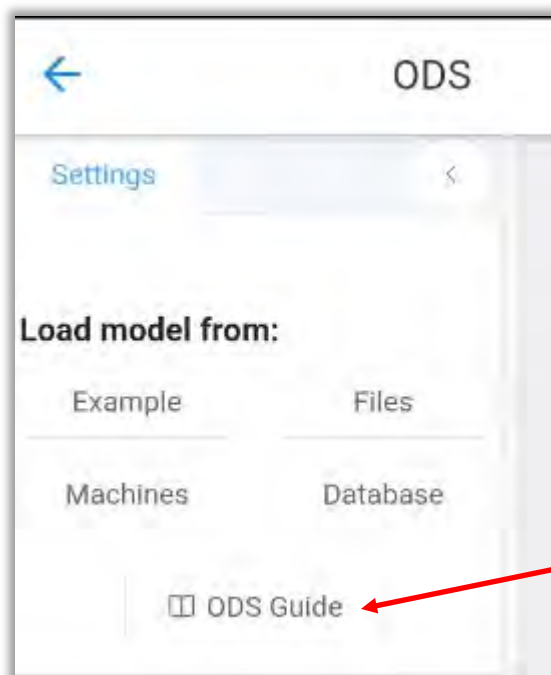 ODS
Settings
Load model from:
Example Files
Machines Database
ODS Guide